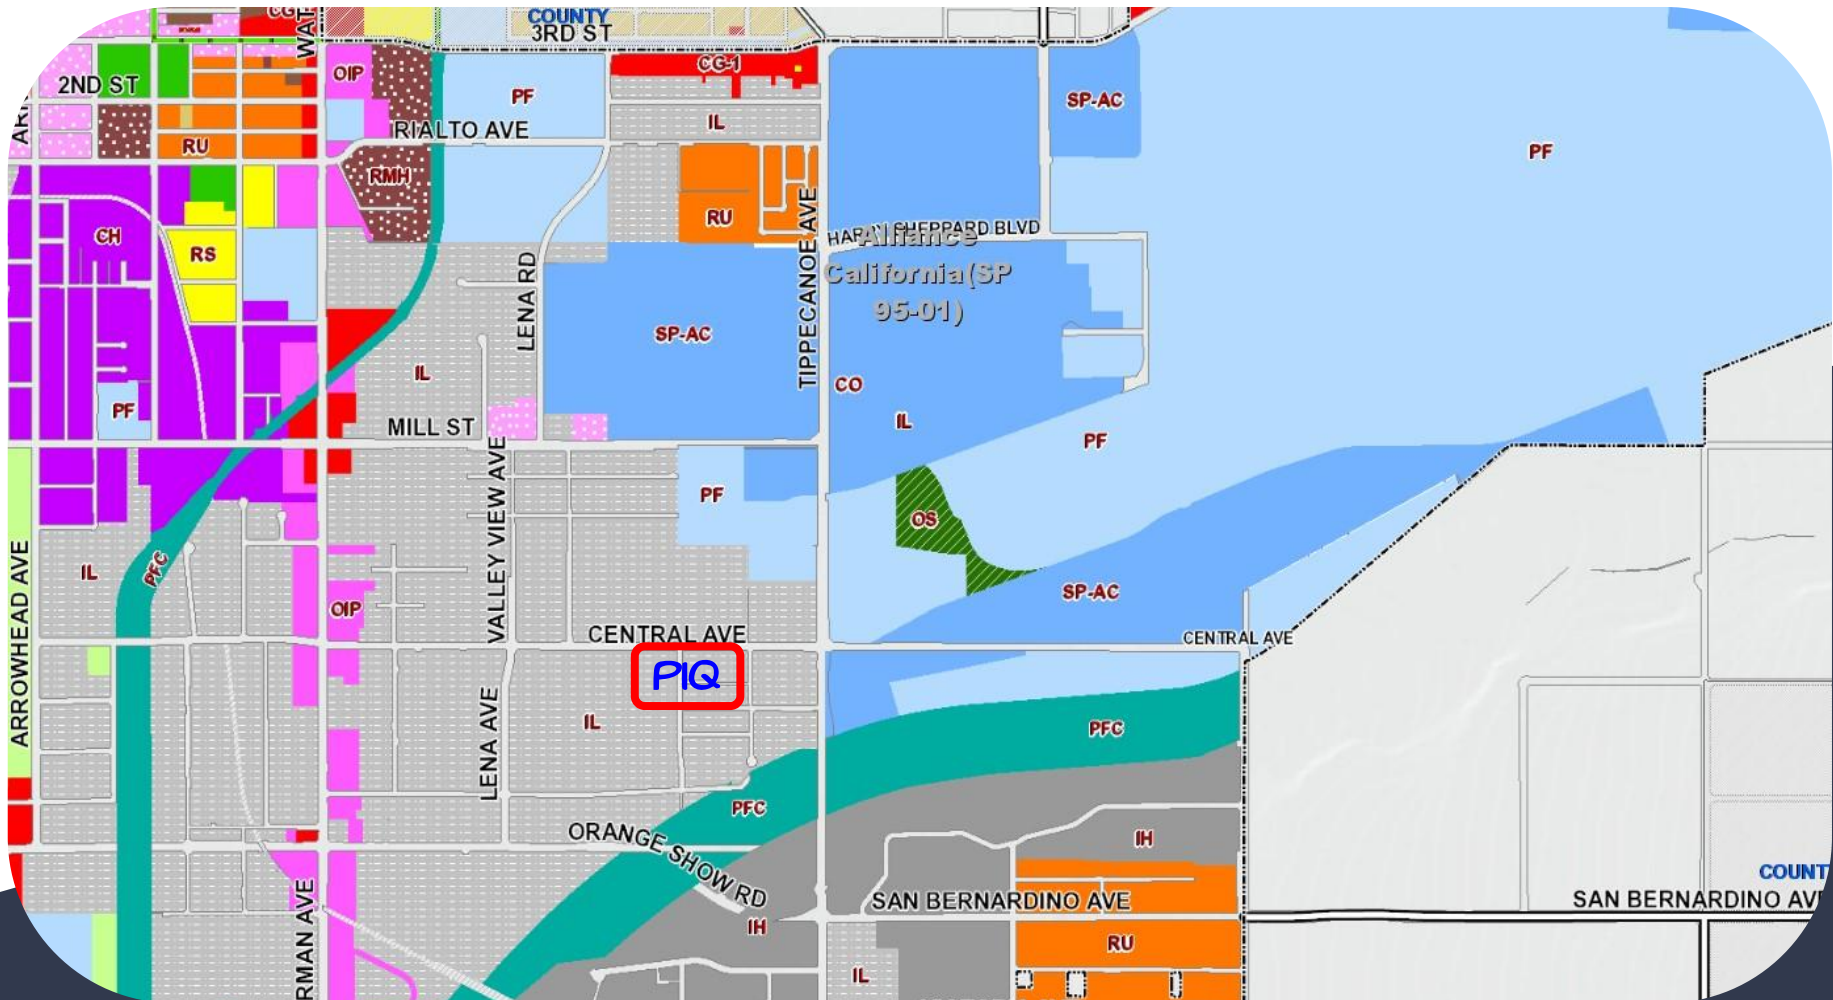 COUNTY
3RD ST
CG-1
OIP
2ND ST
PF
SP-AC
IL
RIALTO AVE
RU
PF
RMH
RU
CH
RS
HARRY SHEPPARD BLVD
Alliance
California(SP
95-01)
LENA RD
TIPPECANOE AVE
SP-AC
IL
CO
PF
IL
MILL ST
PF
PF
OS
VALLEY VIEW AVE
IL
PFC
ARROWHEAD AVE
OIP
SP-AC
CENTRAL AVE
CENTRAL AVE
PIQ
IL
LENA AVE
PFC
PFC
ORANGE SHOW RD
IH
COUNT
SAN BERNARDINO AVE
SAN BERNARDINO AV
IH
RU
IL
RMAN AVE